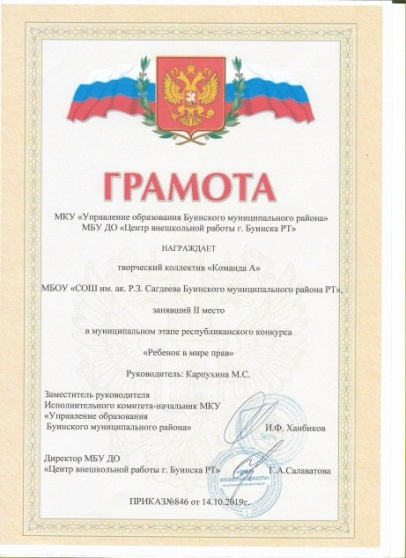 ГРАМОТА
МКУ «Управление образования Буинского муниципального района»
МБУ ДО «Центр внешкольной работы г. Буинска РТ»
НАГРАЖДАЕТ
творческий коллектив «Команда А»
МБОУ «СОШ им. ак. Р.З. Сагдеева Буинского муниципального района РТ»,
занявший II место
в муниципальном этапе республиканского конкурса
«Ребенок в мире прав»
Руководитель: Карпухина М.С.
Заместитель руководителя
Исполнительного комитета-начальник МКУ
«Управление образования
Буинского муниципального района» И.Ф. Ханбиков
Директор МБУ ДО
«Центр внешкольной работы г. Буинска РТ» Г.А.Салаватова
ПРИКАЗ№846 от 14.10.2019г.